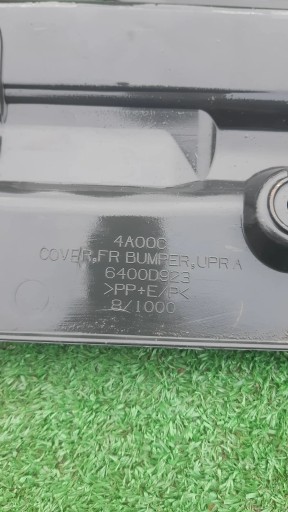 4A00C
COVER,FR BUMPER,UPR A
6400D923
>PP+E/P<
8/1000